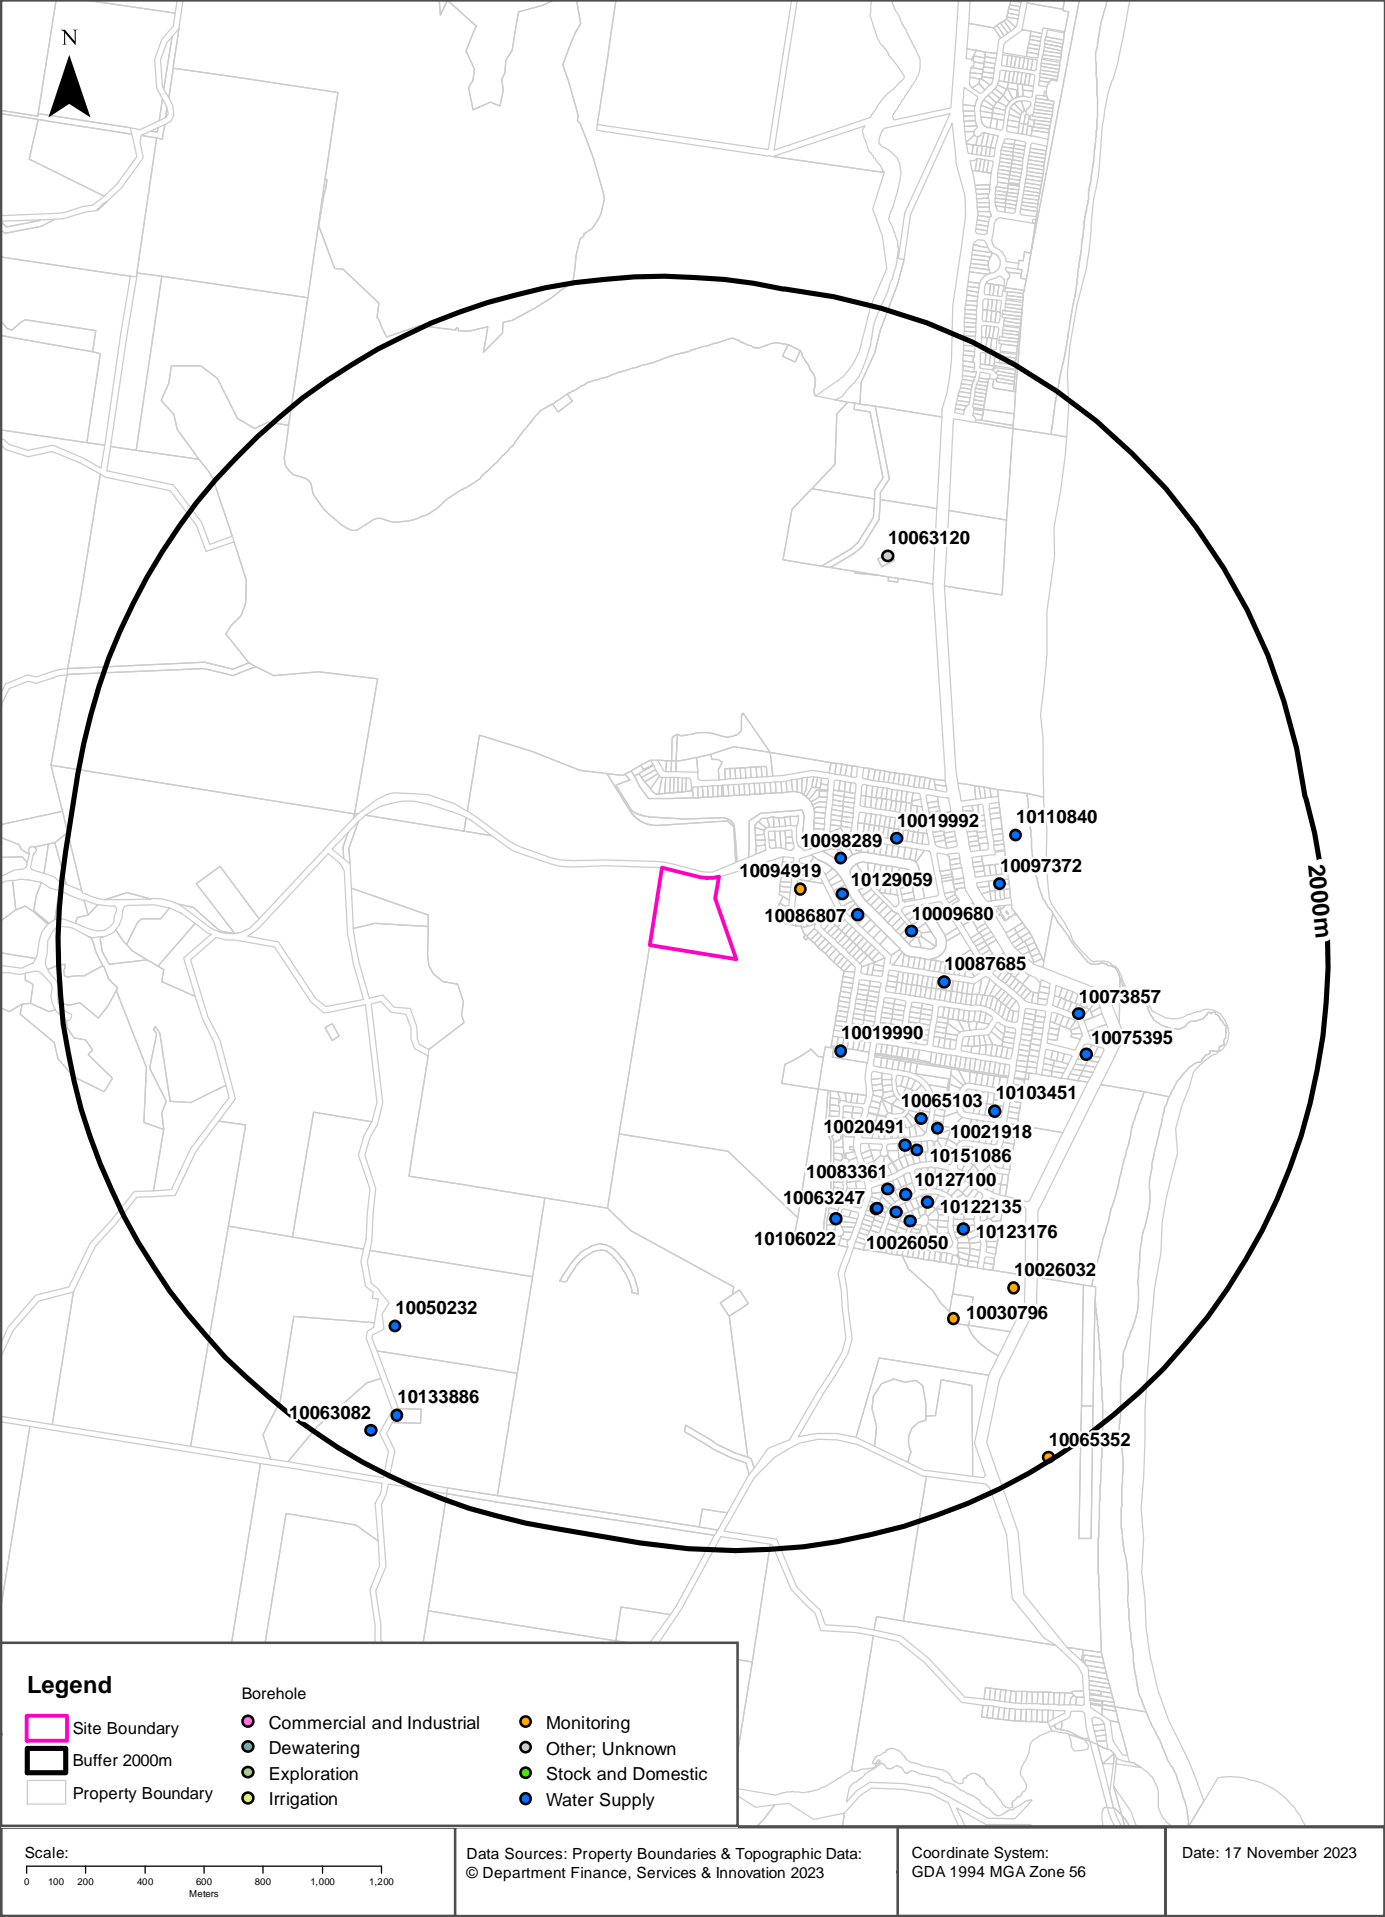 N
10063120
10019992
10110840
10098289
10097372
10094919
10129059
2000m
10086807
10009680
10087685
10073857
10019990
10075395
10103451
10065103
10020491
10021918
10151086
10083361
10127100
10063247
10122135
10106022
10026050
10123176
10026032
10030796
10050232
10133886
10063082
10065352
Legend
Site Boundary
Buffer 2000m
Property Boundary
Borehole
Commercial and Industrial
Dewatering
Exploration
Irrigation
Monitoring
Other; Unknown
Stock and Domestic
Water Supply
Scale:
0 100 200 400 600 800 1,000 1,200
Meters
Data Sources: Property Boundaries & Topographic Data:
© Department Finance, Services & Innovation 2023
Coordinate System:
GDA 1994 MGA Zone 56
Date: 17 November 2023